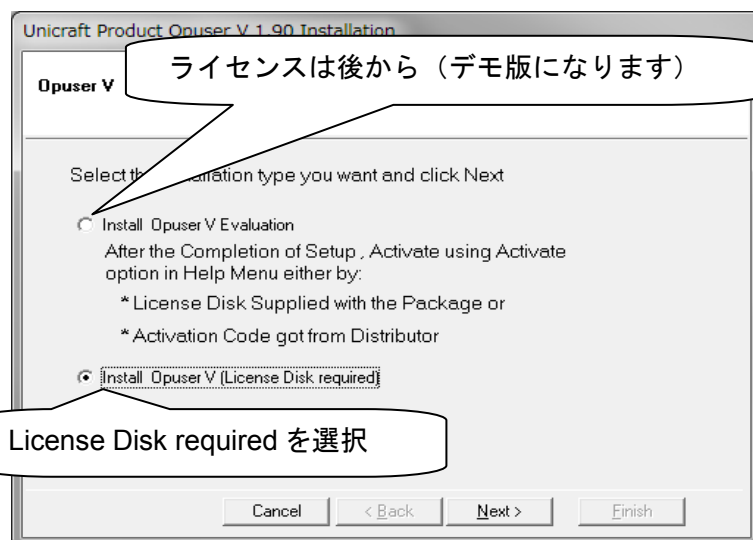 Unicraft Product Opuser V 1.90 Installation
ライセンスは後から（デモ版になります）
Opuser V
Select th    allation type you want and click Next
Install Opuser V Evaluation
After the Completion of Setup , Activate using Activate
option in Help Menu either by:
* License Disk Supplied with the Package or
* Activation Code got from Distributor
Install Opuser V (License Disk required)
License Disk required を選択
Cancel
< Back
Next >
Finish